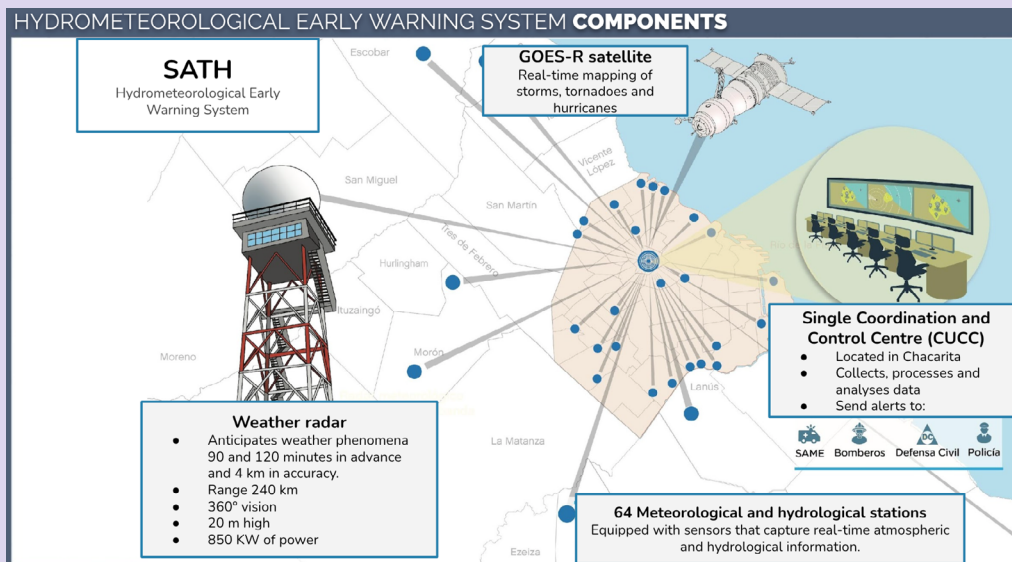 HYDROMETEOROLOGICAL EARLY WARNING SYSTEM COMPONENTS
SATH
Hydrometeorological Early
Warning System
Escobar
GOES-R satellite
Real-time mapping of
storms, tornadoes and
hurricanes
Vicente
López
San Miguel
San Martín
Tres de Febrero
Hurlingham
Ituzaingó
Moreno
Morón
Lanús
La Matanza
Ezeiza
Single Coordination and
Control Centre (CUCC)
● Located in Chacarita
● Collects, processes and
analyses data
● Send alerts to:
SAME
Bomberos
DC
Defensa Civil
Policía
Weather radar
● Anticipates weather phenomena
90 and 120 minutes in advance
and 4 km in accuracy.
● Range 240 km
● 360° vision
● 20 m high
● 850 KW of power
64 Meteorological and hydrological stations
Equipped with sensors that capture real-time atmospheric
and hydrological information.